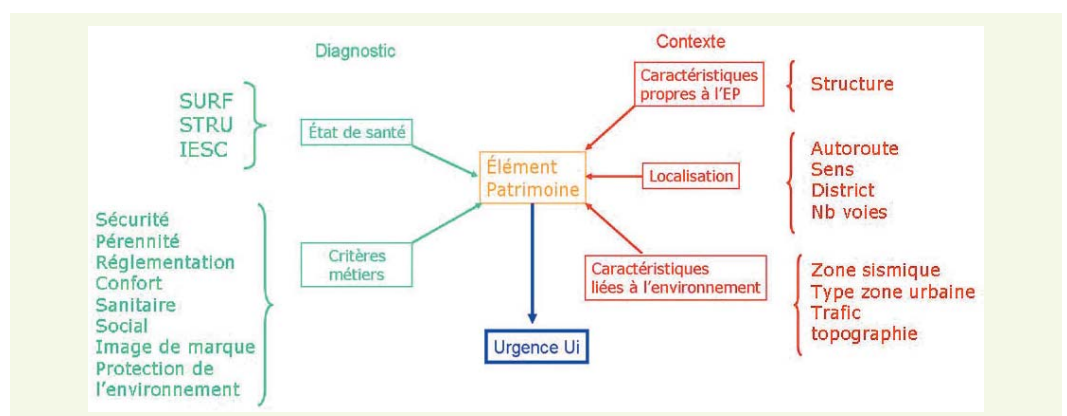 Diagnostic
SURF
STRU
IESC
État de santé
Sécurité
Pérennité
Réglementation
Confort
Sanitaire
Social
Image de marque
Protection de
l'environnement
Critères
métiers
Élément
Patrimoine
Urgence Ui
Contexte
Caractéristiques
propres à l'EP
Structure
Localisation
Autoroute
Sens
District
Nb voies
Caractéristiques
liées à l'environnement
Zone sismique
Type zone urbaine
Trafic
topographie